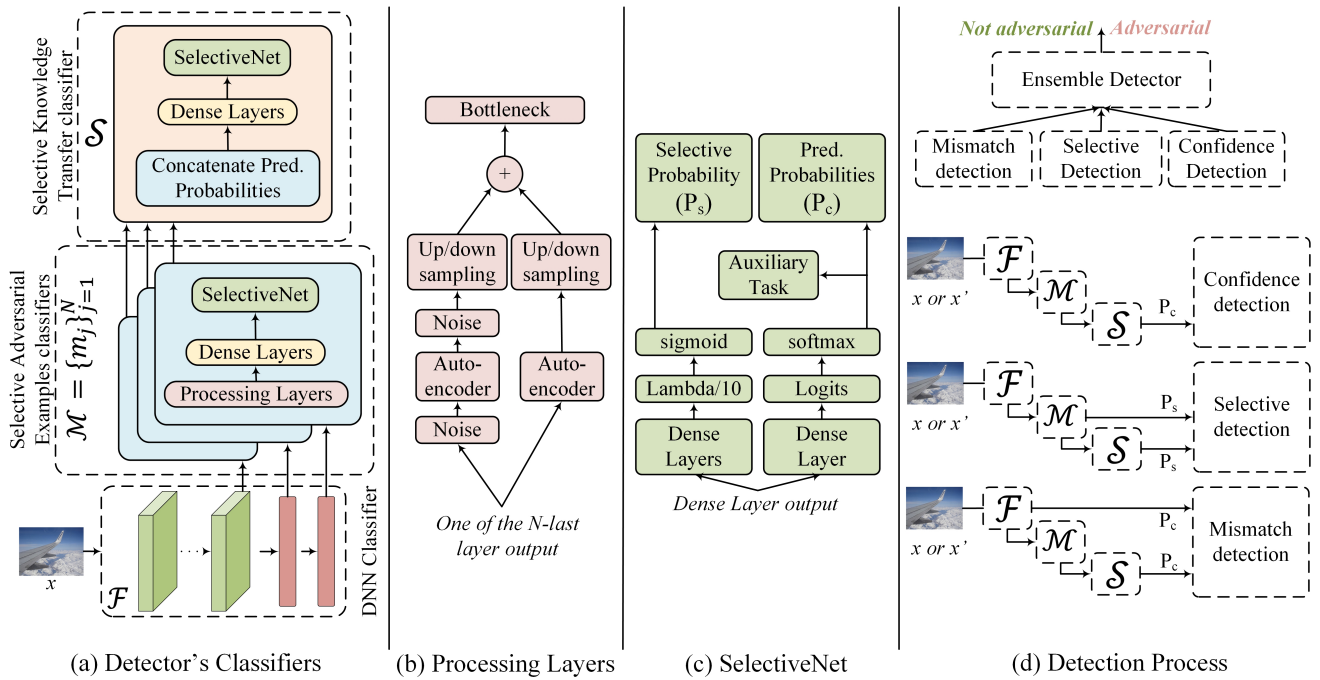 Selective Knowledge
Transfer classifier
S
SelectiveNet
Dense Layers
Concatenate Pred.
Probabilities
Selective Adversarial
Examples classifiers
M = {m_j}_{j=1}^{N}
SelectiveNet
Dense Layers
Processing Layers
DNN Classifier
x
F
(a) Detector's Classifiers
Bottleneck
+
Up/down
sampling
Up/down
sampling
Noise
Auto-
encoder
Auto-
encoder
Noise
One of the N-last
layer output
(b) Processing Layers
Selective
Probability
(P_s)
Pred.
Probabilities
(P_c)
Auxiliary
Task
sigmoid
softmax
Lambda/10
Logits
Dense
Layers
Dense
Layer
Dense Layer output
(c) SelectiveNet
Not adversarial Adversarial
Ensemble Detector
Mismatch
detection
Selective
Detection
Confidence
Detection
x or x'
F
M
S
P_c
Confidence
detection
x or x'
F
M
S
P_s
P_s
Selective
detection
x or x'
F
M
S
P_c
P_c
Mismatch
detection
(d) Detection Process